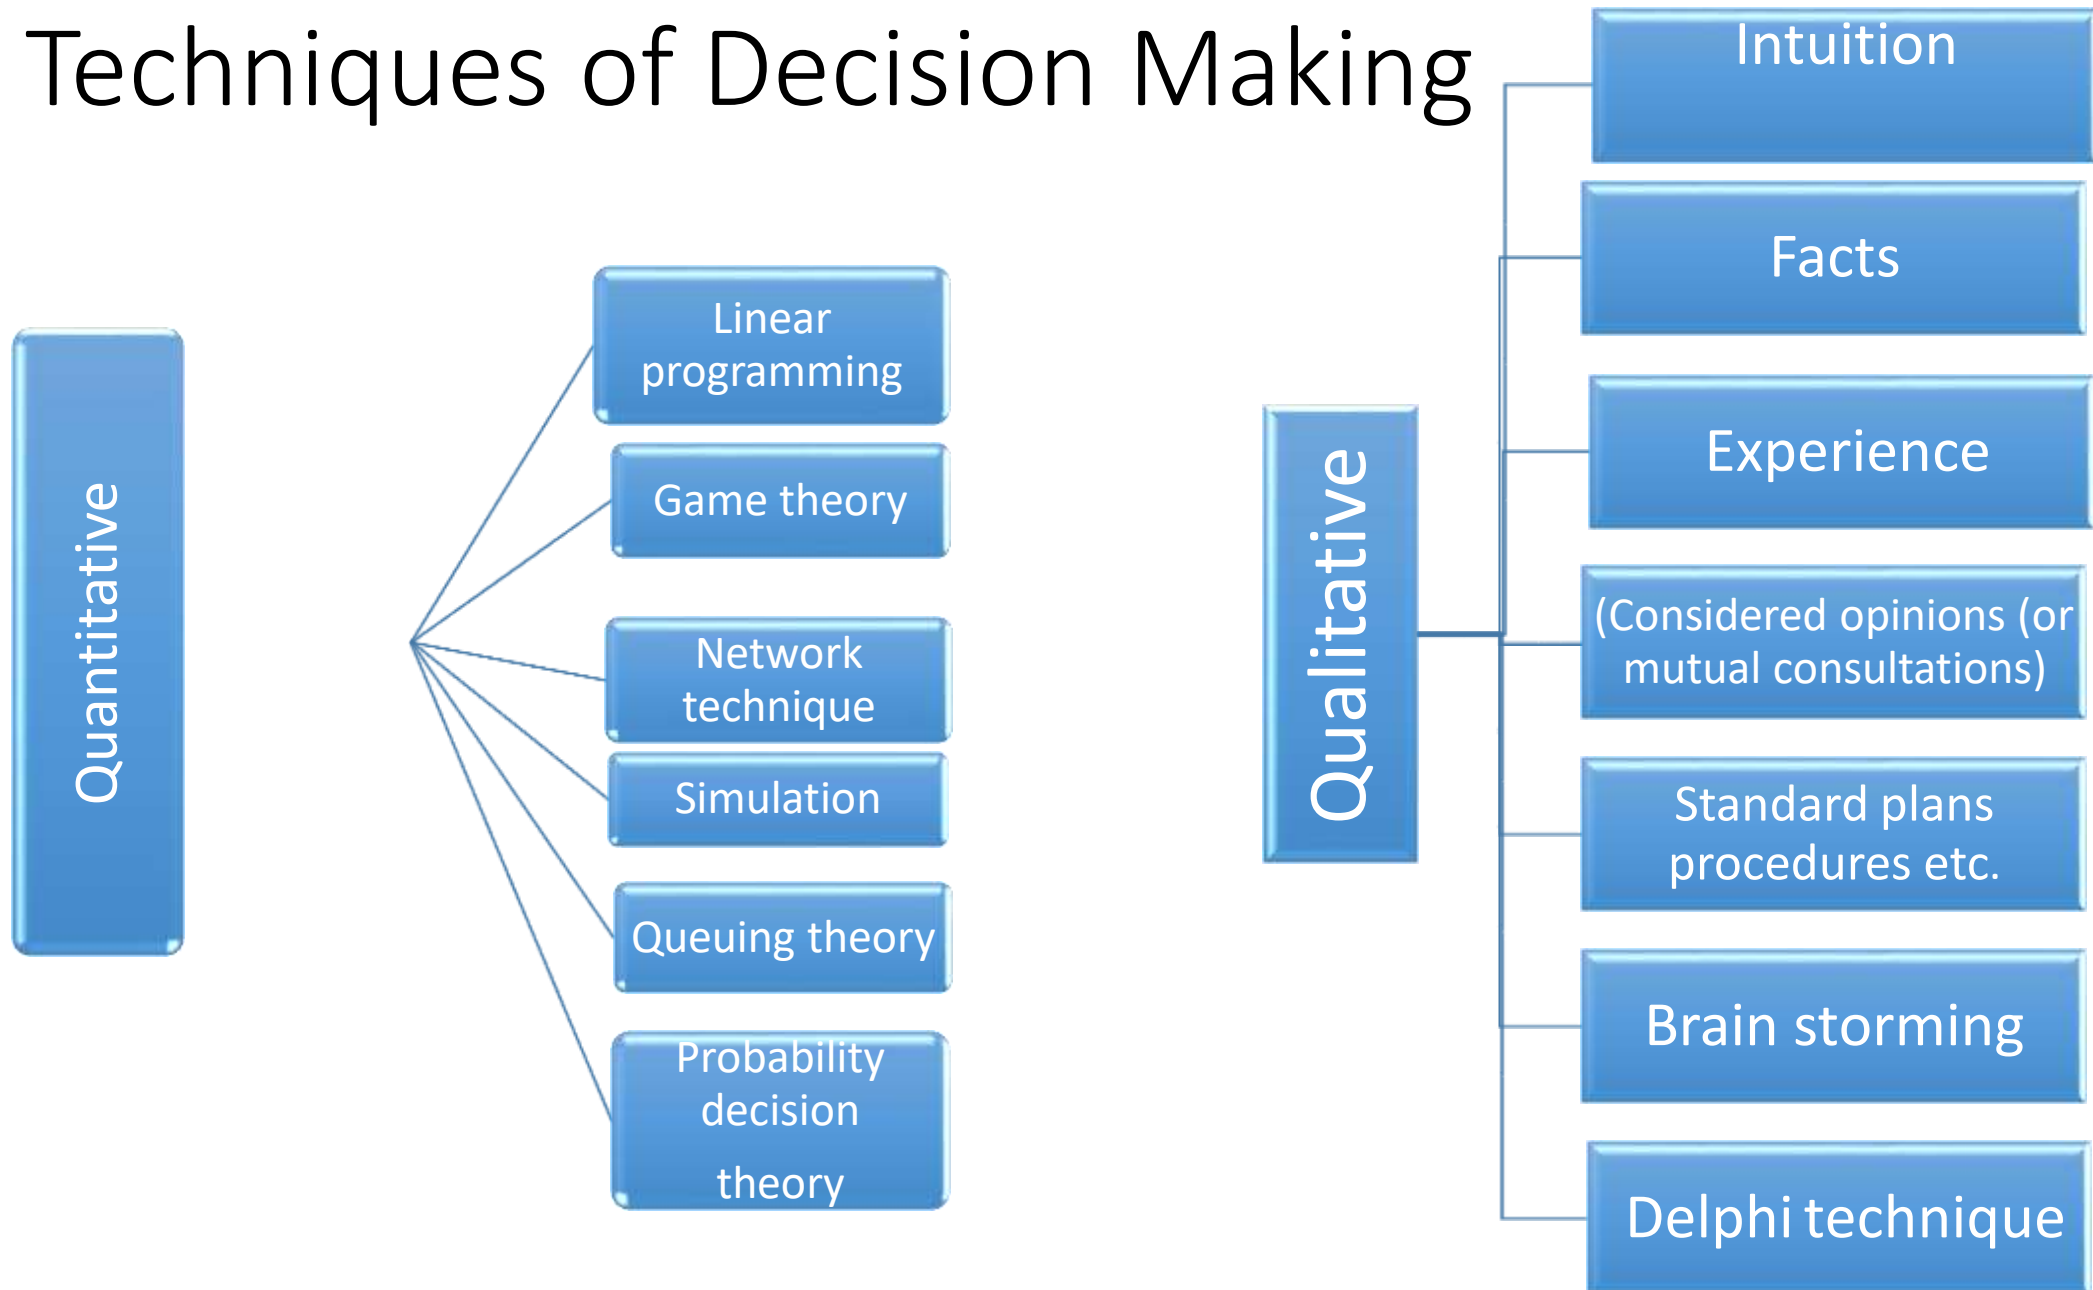 Techniques of Decision Making
Quantitative
Linear
programming
Game theory
Network
technique
Simulation
Queuing theory
Probability
decision
theory
Qualitative
Intuition
Facts
Experience
(Considered opinions (or
mutual consultations)
Standard plans
procedures etc.
Brain storming
Delphi technique